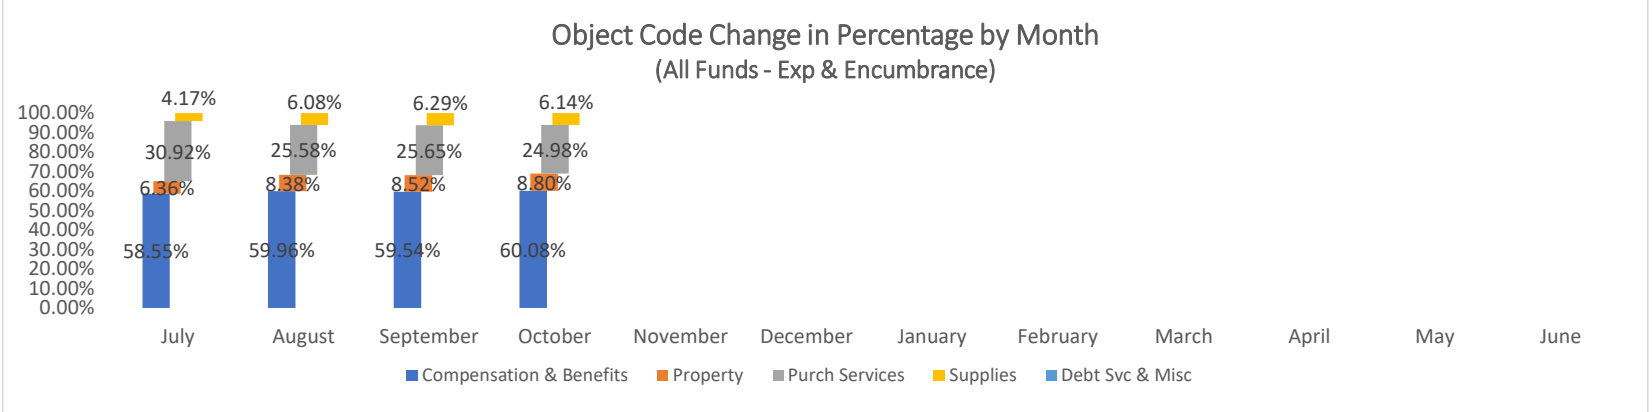 Object Code Change in Percentage by Month
(All Funds - Exp & Encumbrance)
4.17% 6.08% 6.29% 6.14%
100.00%
90.00%
80.00%
30.92% 25.58% 25.65% 24.98%
70.00%
60.00%
6.36% 8.38% 8.52% 8.80%
50.00%
40.00%
30.00%
58.55% 59.96% 59.54% 60.08%
20.00%
10.00%
0.00%
July August September October November December January February March April May June
Compensation & Benefits Property Purch Services Supplies Debt Svc & Misc